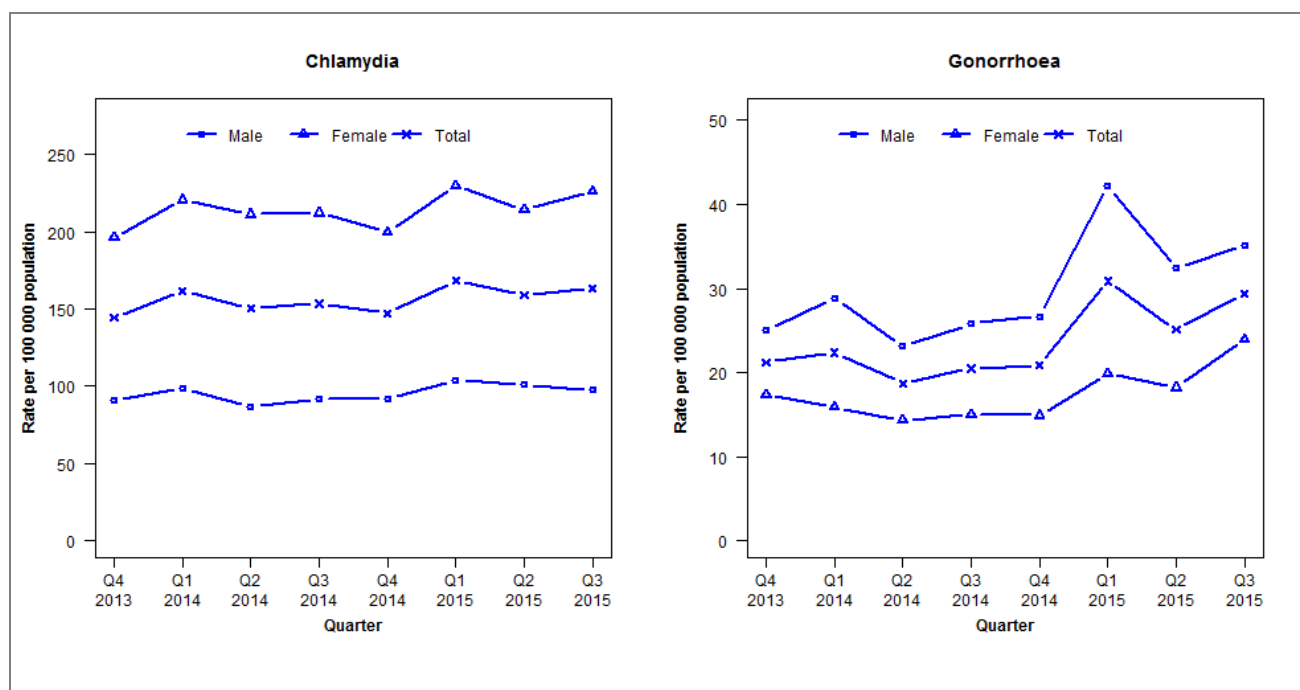 Chlamydia
Male Female Total
250
200
150
100
50
0
Rate per 100 000 population
Q4 Q1 Q2 Q3 Q4 Q1 Q2 Q3
2013 2014 2014 2014 2014 2015 2015 2015
Quarter
Gonorrhoea
Male Female Total
50
40
30
20
10
0
Rate per 100 000 population
Q4 Q1 Q2 Q3 Q4 Q1 Q2 Q3
2013 2014 2014 2014 2014 2015 2015 2015
Quarter